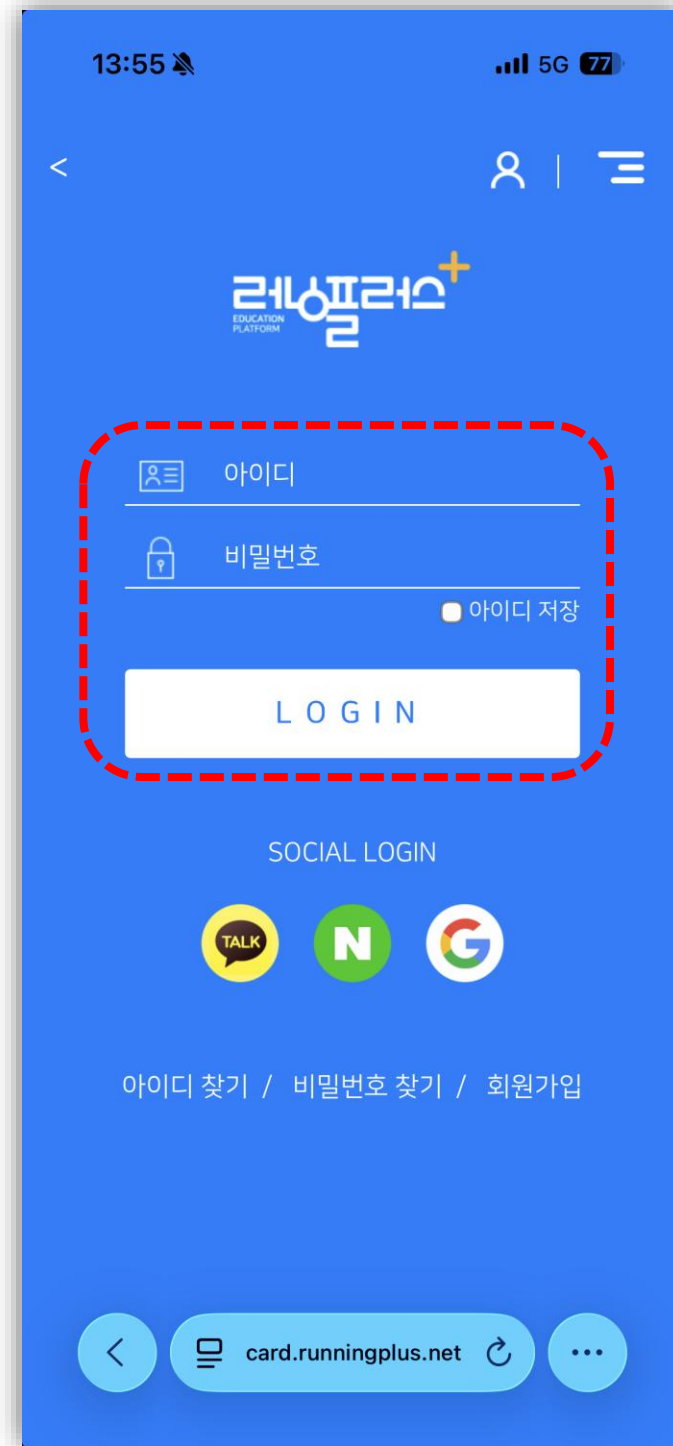 13:55
5G 77
<
러닝플러스+
EDUCATION
PLATFORM
아이디
비밀번호
아이디 저장
LOGIN
SOCIAL LOGIN
TALK N G
아이디 찾기 / 비밀번호 찾기 / 회원가입
card.runningplus.net